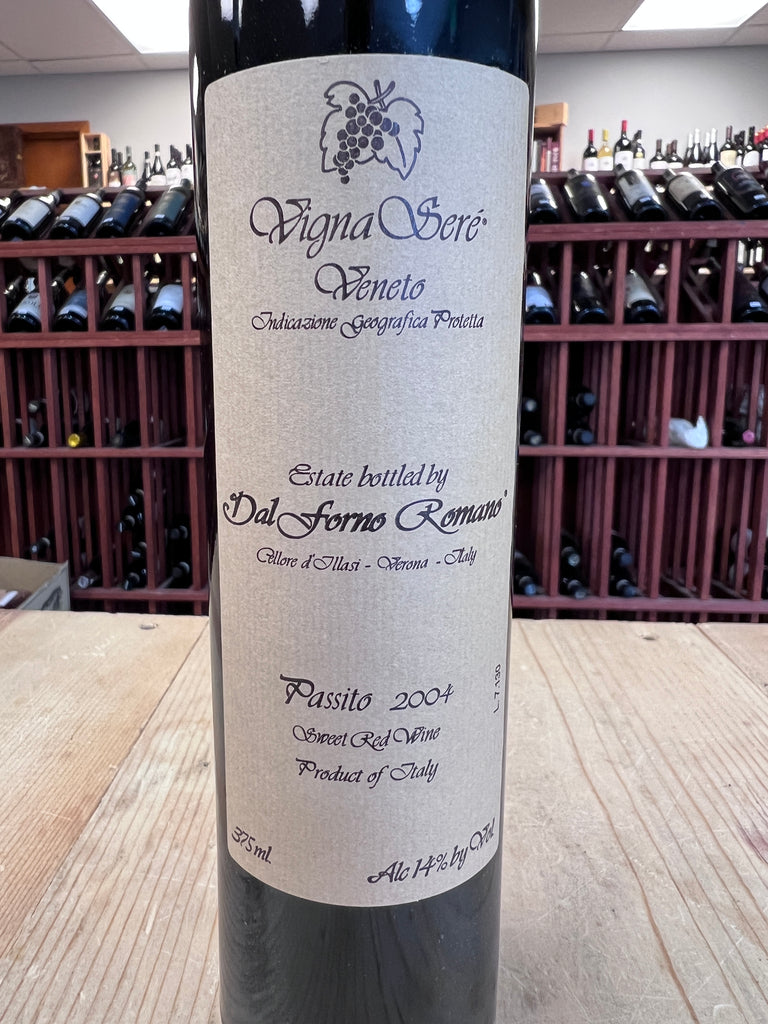 Vigna Seré®
Veneto
Indicazione Geografica Protetta
Estate bottled by
Dal Forno Romano®
Cellore d'Illasi - Verona - Italy
Passito 2004
L. 7.130
Sweet Red Wine
Product of Italy
375 mL
Alc 14% by Vol.